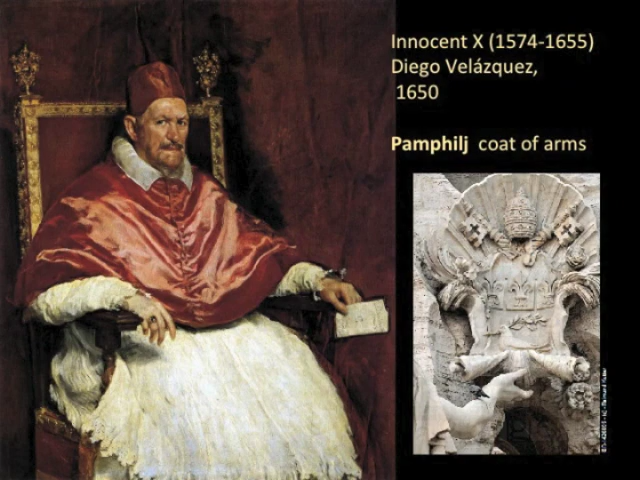 Innocent X (1574-1655)
Diego Velázquez,
1650
Pamphilj coat of arms